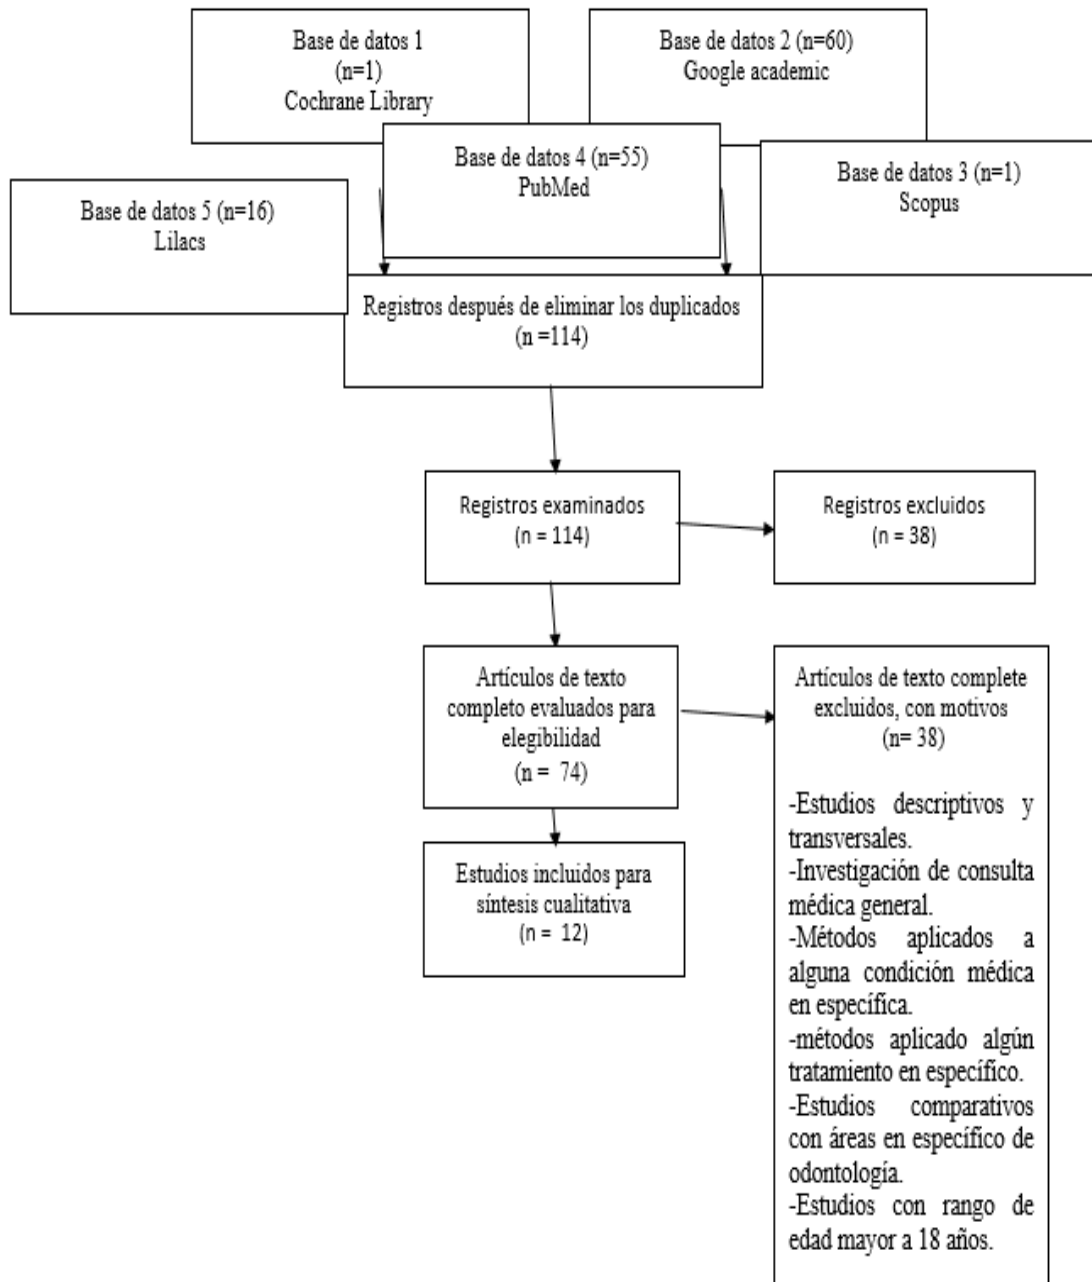 Base de datos 1
(n=1)
Cochrane Library
Base de datos 2 (n=60)
Google academic
Base de datos 4 (n=55)
PubMed
Base de datos 3 (n=1)
Scopus
Base de datos 5 (n=16)
Lilacs
Registros después de eliminar los duplicados
(n =114)
Registros examinados
(n = 114)
Registros excluidos
(n = 38)
Artículos de texto
completo evaluados para
elegibilidad
(n = 74)
Artículos de texto complete
excluidos, con motivos
(n= 38)
-Estudios descriptivos y
transversales.
-Investigación de consulta
médica general.
-Métodos aplicados a
alguna condición médica
en específica.
-métodos aplicado algún
tratamiento en específico.
-Estudios comparativos
con áreas en específico de
odontología.
-Estudios con rango de
edad mayor a 18 años.
Estudios incluidos para
síntesis cualitativa
(n = 12)